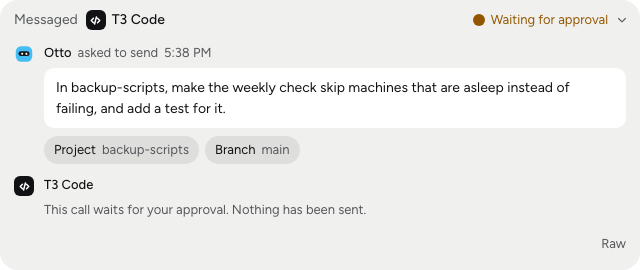 Messaged T3 Code Waiting for approval
Otto asked to send 5:38 PM
In backup-scripts, make the weekly check skip machines that are asleep instead of
failing, and add a test for it.
Project backup-scripts Branch main
T3 Code
This call waits for your approval. Nothing has been sent.
Raw